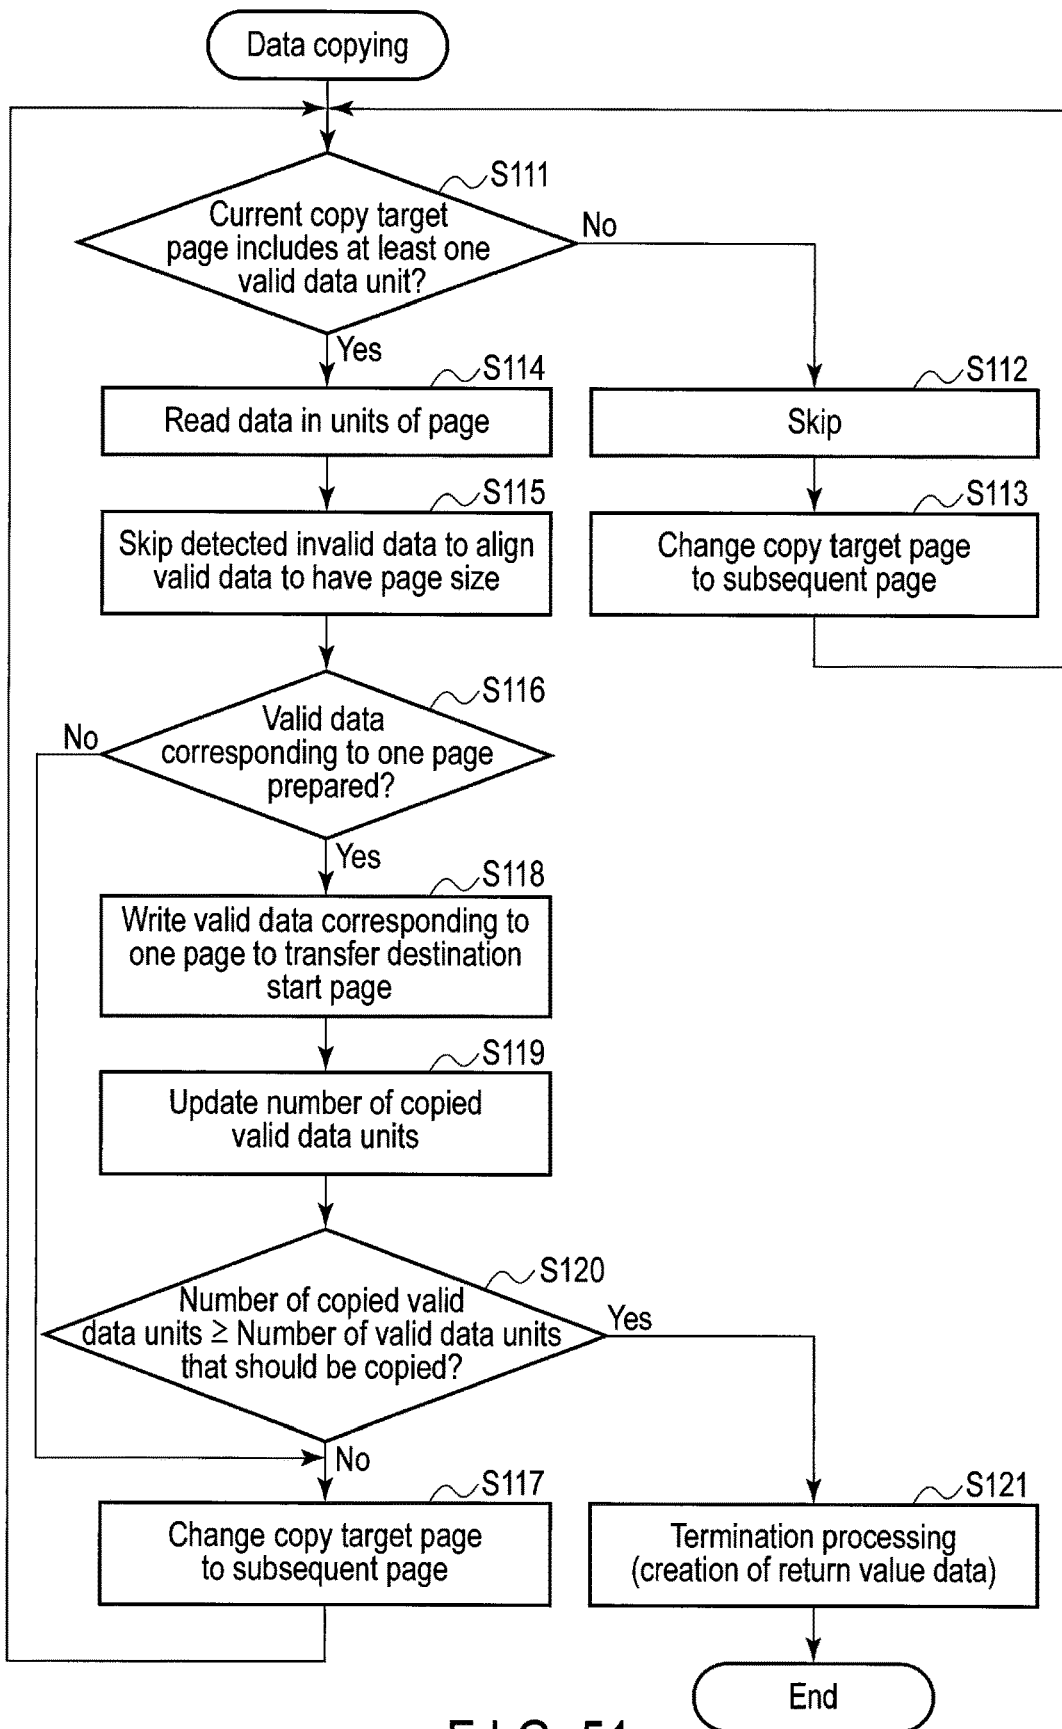 Data copying
S111
Current copy target
page includes at least one
valid data unit?
No
Yes
S114
Read data in units of page
S112
Skip
S115
Skip detected invalid data to align
valid data to have page size
S113
Change copy target page
to subsequent page
S116
Valid data
corresponding to one page
prepared?
No
Yes
S118
Write valid data corresponding to
one page to transfer destination
start page
S119
Update number of copied
valid data units
S120
Number of copied valid
data units ≥ Number of valid data units
that should be copied?
Yes
No
S117
Change copy target page
to subsequent page
S121
Termination processing
(creation of return value data)
End